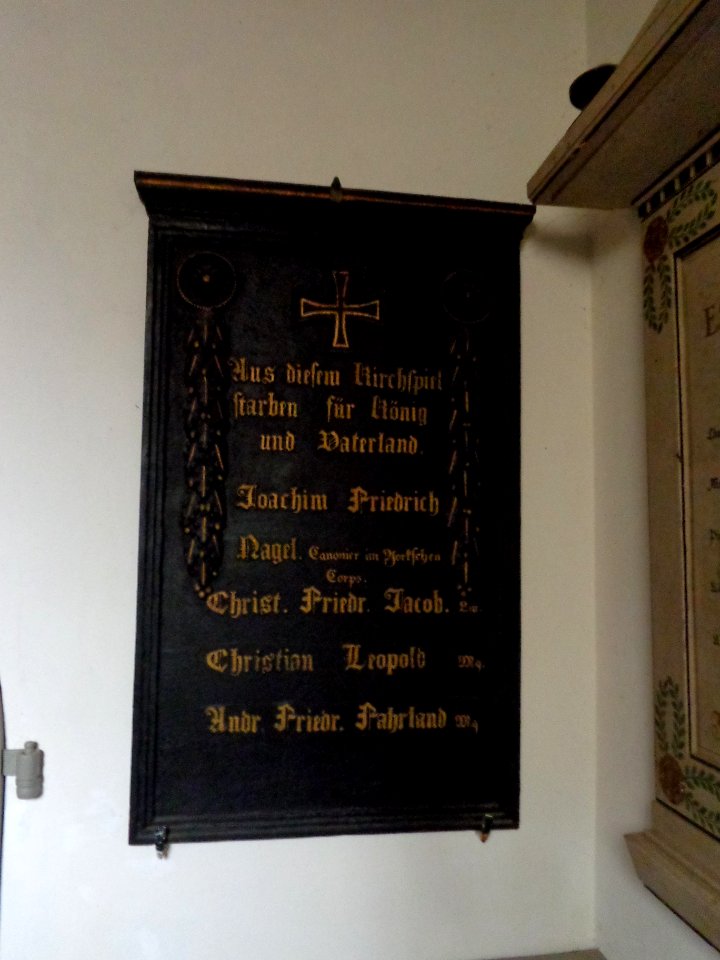 Aus diesem Kirchspiel
starben für König
und Vaterland.
Joachim Friedrich
Nagel. Canonier im Yorkschen
Corps.
Christ. Friedr. Jacob.
Christian Leopold
Andr Friedr. Fahrland